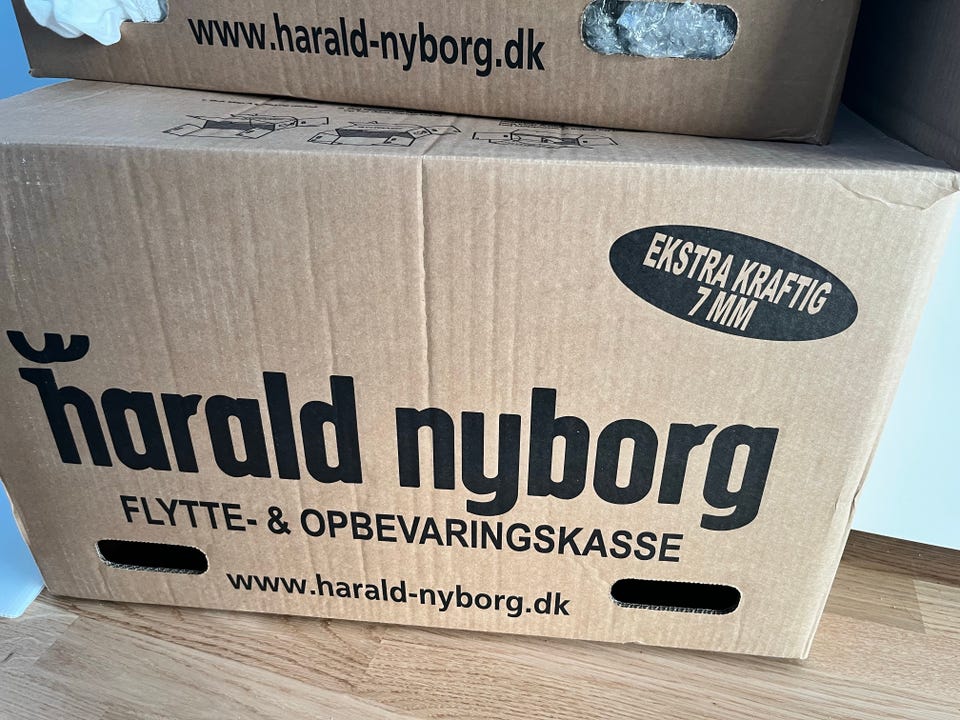 www.harald-nyborg.dk
EKSTRA KRAFTIG
7 MM
harald nyborg
FLYTTE- & OPBEVARINGSKASSE
www.harald-nyborg.dk